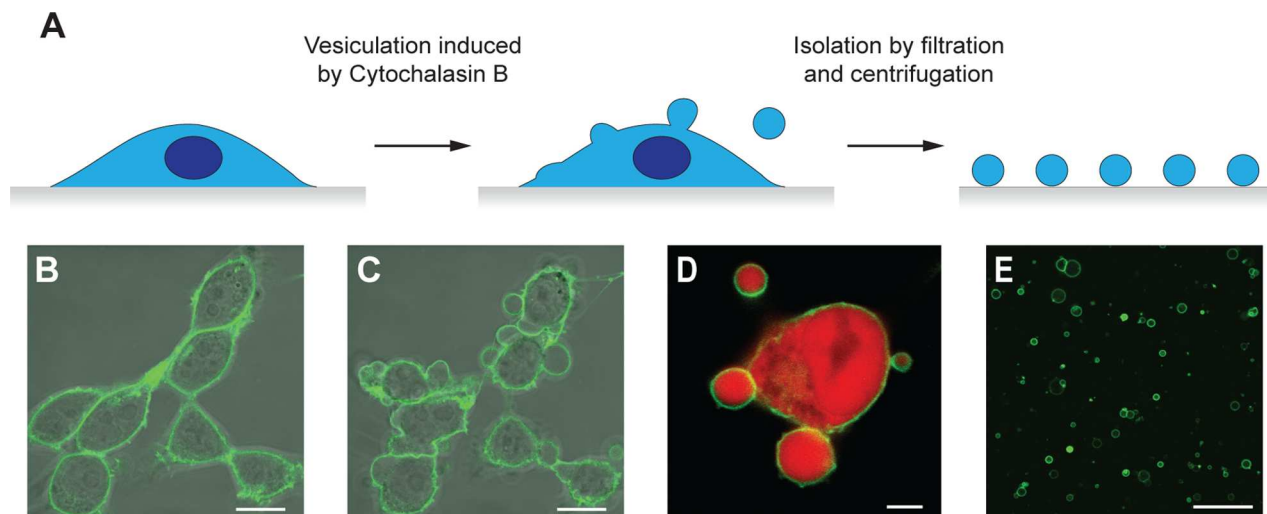 A
Vesiculation induced
by Cytochalasin B
Isolation by filtration
and centrifugation
B
C
D
E